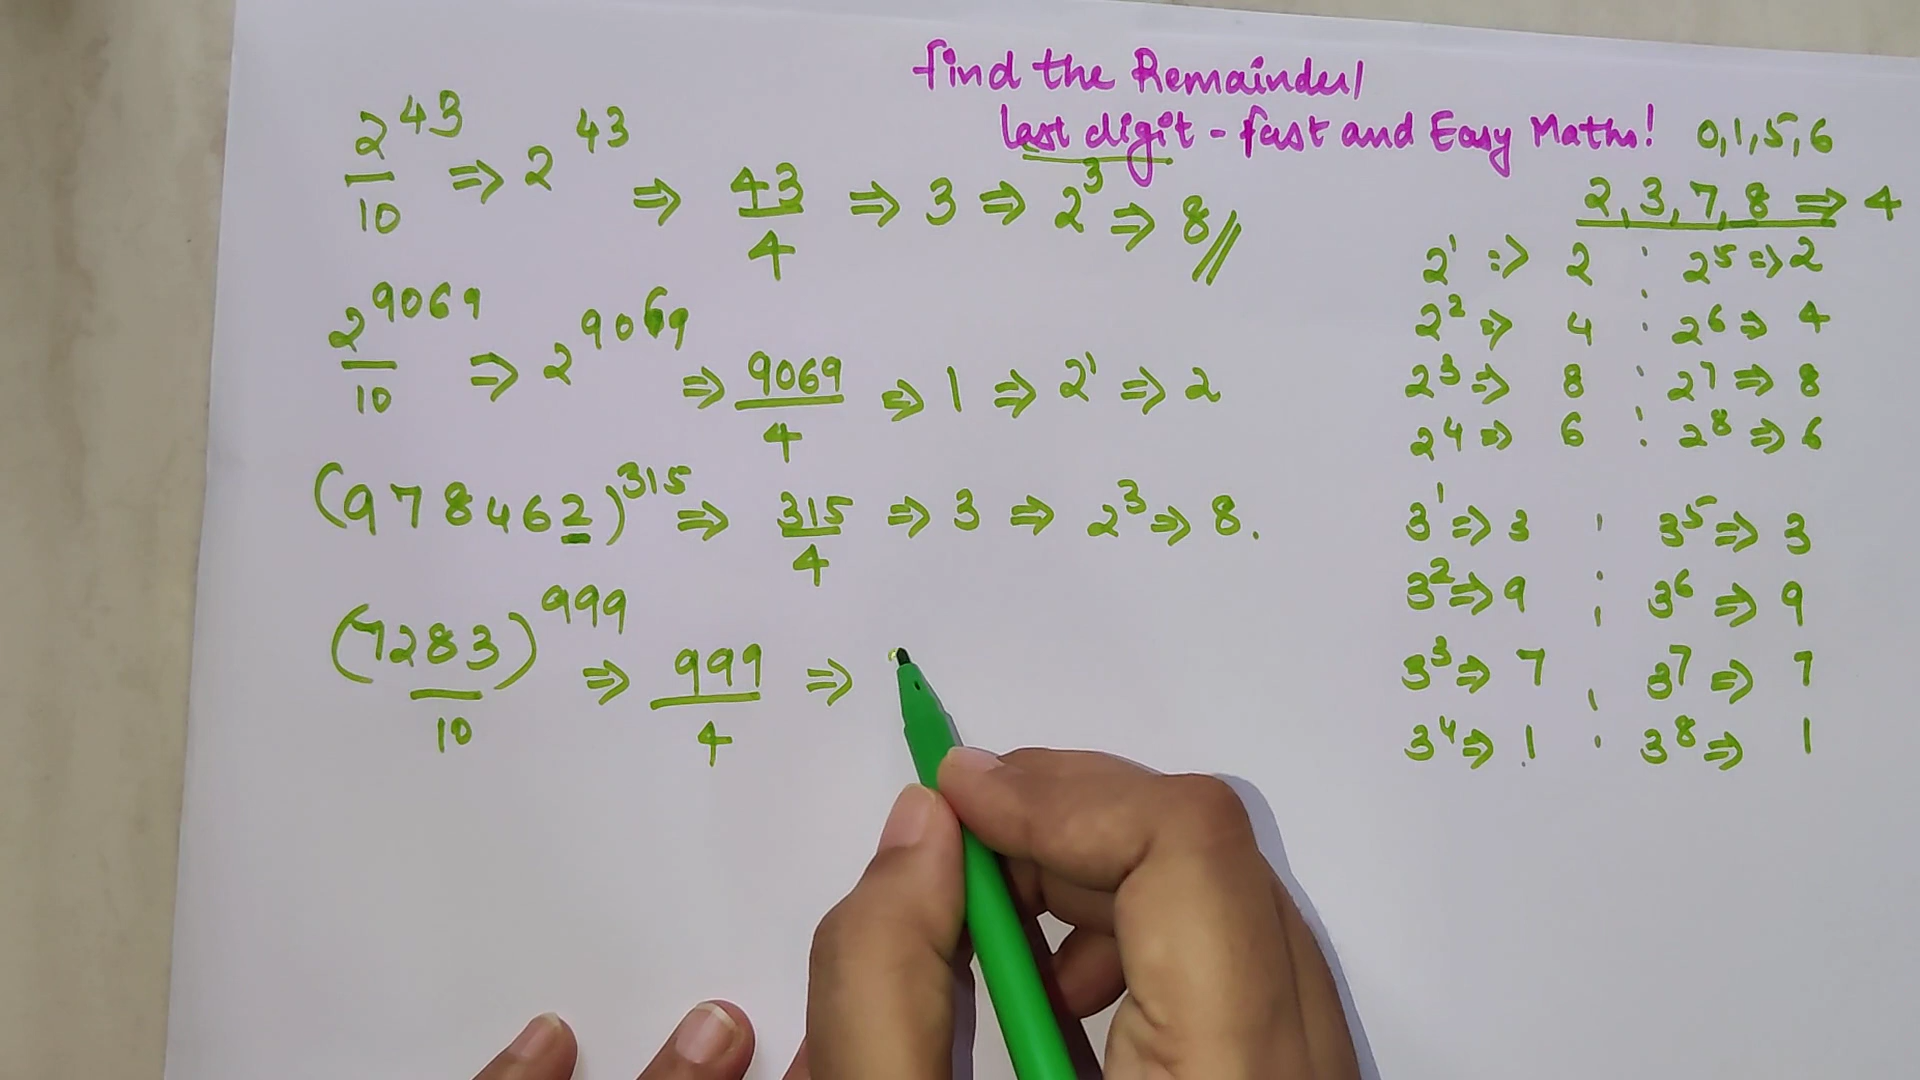 find the Remainder/
last digit - fast and Easy Maths! 0,1,5,6
2^43/10 ⇒ 2^43 ⇒ 43/4 ⇒ 3 ⇒ 2^3 ⇒ 8//
2^9069/10 ⇒ 2^9069 ⇒ 9069/4 ⇒ 1 ⇒ 2^1 ⇒ 2
(978462)^315 ⇒ 315/4 ⇒ 3 ⇒ 2^3 ⇒ 8.
(7283)^999/10 ⇒ 999/4 ⇒
2,3,7,8 ⇒ 4
2^1 ⇒ 2 : 2^5 ⇒ 2
2^2 ⇒ 4 : 2^6 ⇒ 4
2^3 ⇒ 8 : 2^7 ⇒ 8
2^4 ⇒ 6 : 2^8 ⇒ 6
3^1 ⇒ 3 : 3^5 ⇒ 3
3^2 ⇒ 9 : 3^6 ⇒ 9
3^3 ⇒ 7 : 3^7 ⇒ 7
3^4 ⇒ 1 : 3^8 ⇒ 1